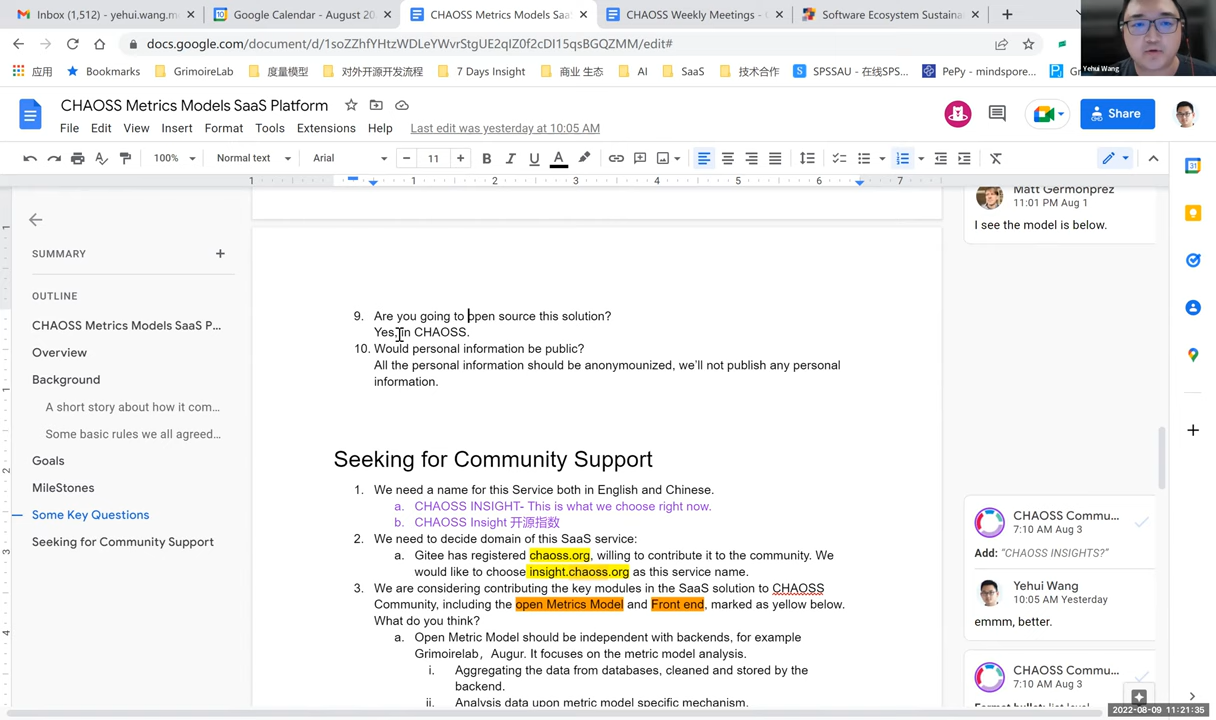 Inbox (1,512) - yehui.wang.m
Google Calendar - August 20
CHAOSS Metrics Models Saa
CHAOSS Weekly Meetings -
Software Ecosystem Sustaina
docs.google.com/document/d/1soZZhfYHtzWDLeYWvrStgUE2qIZ0f2cDI15qsBGQZMM/edit#
应用
Bookmarks
GrimoireLab
度量模型
对外开源开发流程
7 Days Insight
商业 生态
AI
SaaS
技术合作
SPSSAU - 在线SPS...
PePy - mindspore...
Yehui Wang
CHAOSS Metrics Models SaaS Platform
File Edit View Insert Format Tools Extensions Help Last edit was yesterday at 10:05 AM
Share
100% Normal text Arial 11
1 1 2 3 4 5 6 7
SUMMARY
OUTLINE
CHAOSS Metrics Models SaaS P...
Overview
Background
A short story about how it com...
Some basic rules we all agreed...
Goals
MileStones
Some Key Questions
Seeking for Community Support
9. Are you going to open source this solution?
Yes, in CHAOSS.
10. Would personal information be public?
All the personal information should be anonymounized, we'll not publish any personal
information.
Seeking for Community Support
1. We need a name for this Service both in English and Chinese.
a. CHAOSS INSIGHT- This is what we choose right now.
b. CHAOSS Insight 开源指数
2. We need to decide domain of this SaaS service:
a. Gitee has registered chaoss.org, willing to contribute it to the community. We
would like to choose insight.chaoss.org as this service name.
3. We are considering contributing the key modules in the SaaS solution to CHAOSS
Community, including the open Metrics Model and Front end, marked as yellow below.
What do you think?
a. Open Metric Model should be independent with backends, for example
Grimoirelab，Augur. It focuses on the metric model analysis.
i. Aggregating the data from databases, cleaned and stored by the
backend.
ii. Analysis data upon metric model specific mechanism.
Matt Germonprez
11:01 PM Aug 1
I see the model is below.
CHAOSS Commu...
7:10 AM Aug 3
Add: "CHAOSS INSIGHTS?"
Yehui Wang
10:05 AM Yesterday
emmm, better.
CHAOSS Commu...
7:10 AM Aug 3
2022-08-09 11:21:35